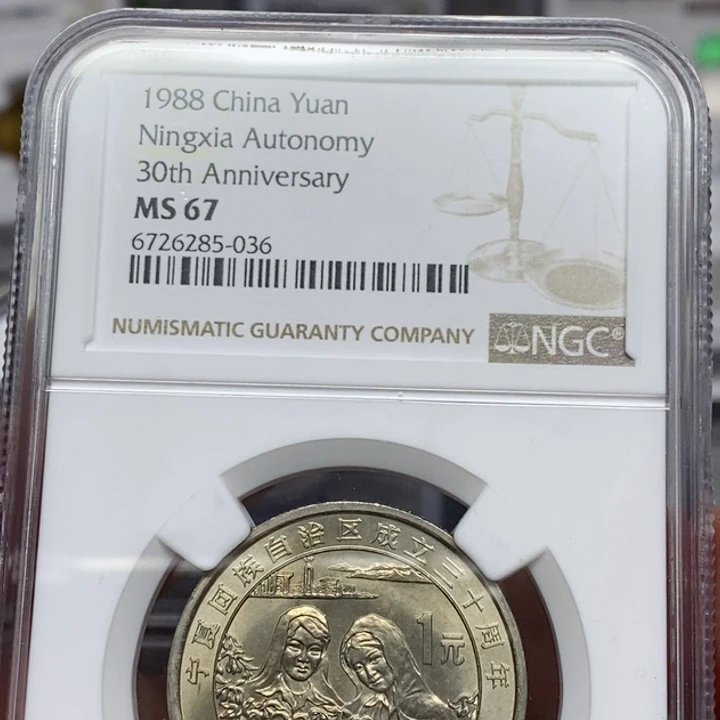 1988 China Yuan
Ningxia Autonomy
30th Anniversary
MS 67
6726285-036
NUMISMATIC GUARANTY COMPANY
NGC®
宁夏回族自治区成立三十周年
1元